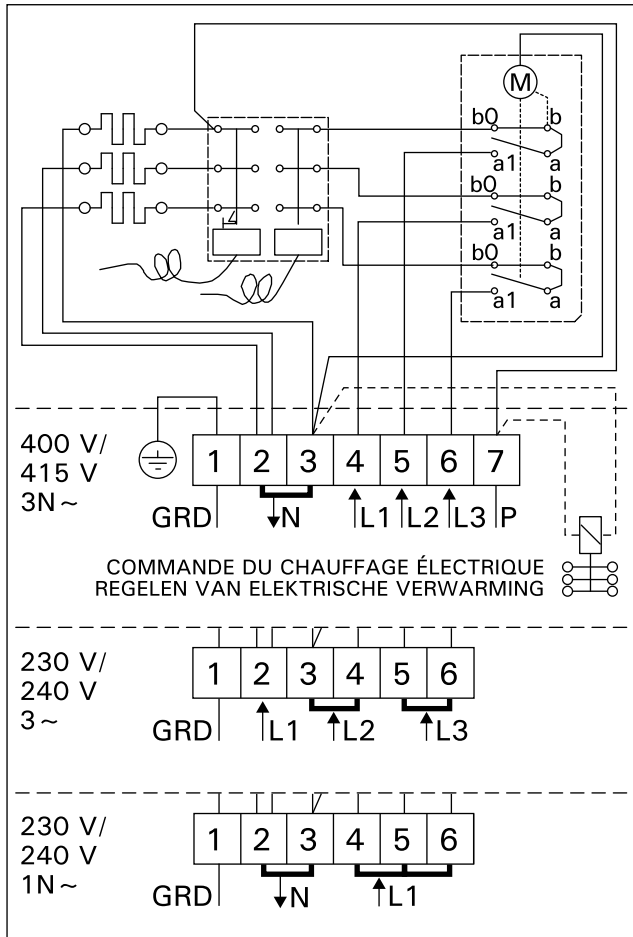 M
b0 b
a1 a
b0 b
a1 a
b0 b
a1 a
400 V/
415 V
3N~
1 2 3 4 5 6 7
GRD N L1 L2 L3 P
COMMANDE DU CHAUFFAGE ÉLECTRIQUE
REGELEN VAN ELEKTRISCHE VERWARMING
230 V/
240 V
3~
1 2 3 4 5 6
GRD L1 L2 L3
230 V/
240 V
1N~
1 2 3 4 5 6
GRD N L1